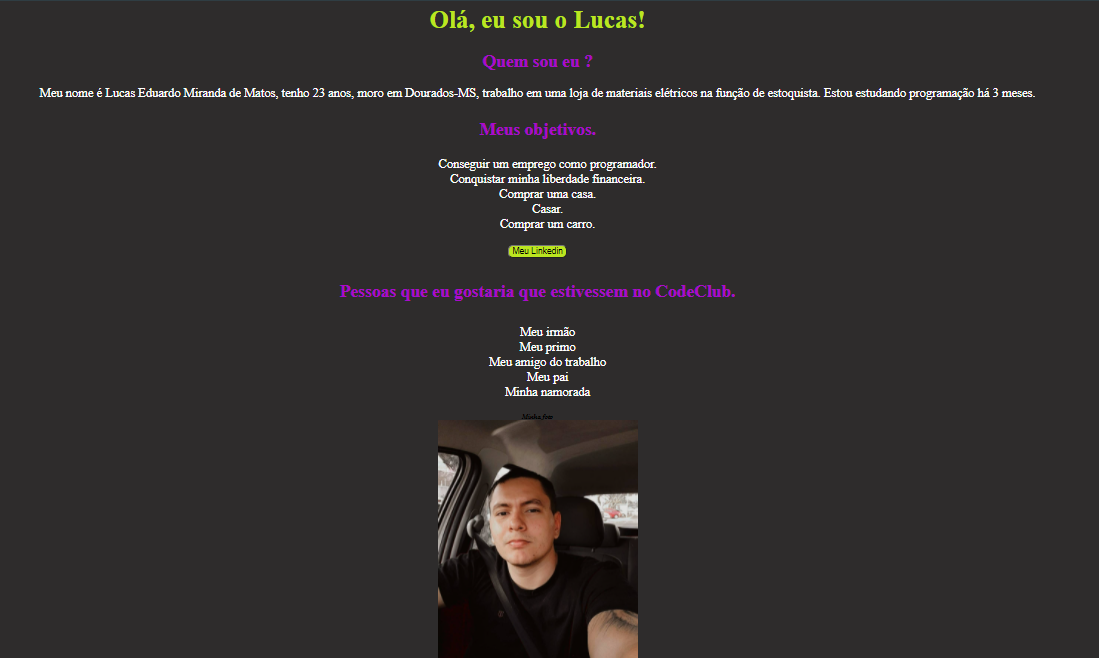 Olá, eu sou o Lucas!
Quem sou eu ?
Meu nome é Lucas Eduardo Miranda de Matos, tenho 23 anos, moro em Dourados-MS, trabalho em uma loja de materiais elétricos na função de estoquista. Estou estudando programação há 3 meses.
Meus objetivos.
Conseguir um emprego como programador.
Conquistar minha liberdade financeira.
Comprar uma casa.
Casar.
Comprar um carro.
Meu Linkedin
Pessoas que eu gostaria que estivessem no CodeClub.
Meu irmão
Meu primo
Meu amigo do trabalho
Meu pai
Minha namorada
Minha